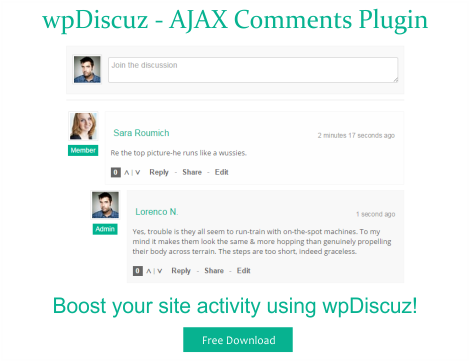 wpDiscuz - AJAX Comments Plugin
Join the discussion
Sara Roumich
2 minutes 17 seconds ago
Member
Re the top picture-he runs like a wussies.
0 ∧ | ∨ Reply - Share - Edit
Lorenco N.
1 second ago
Admin
Yes, trouble is they all seem to run-train with on-the-spot machines. To my
mind it makes them look the same & more hopping than genuinely propelling
their body across terrain. The steps are too short, indeed graceless.
0 ∧ | ∨ Reply - Share - Edit
Boost your site activity using wpDiscuz!
Free Download